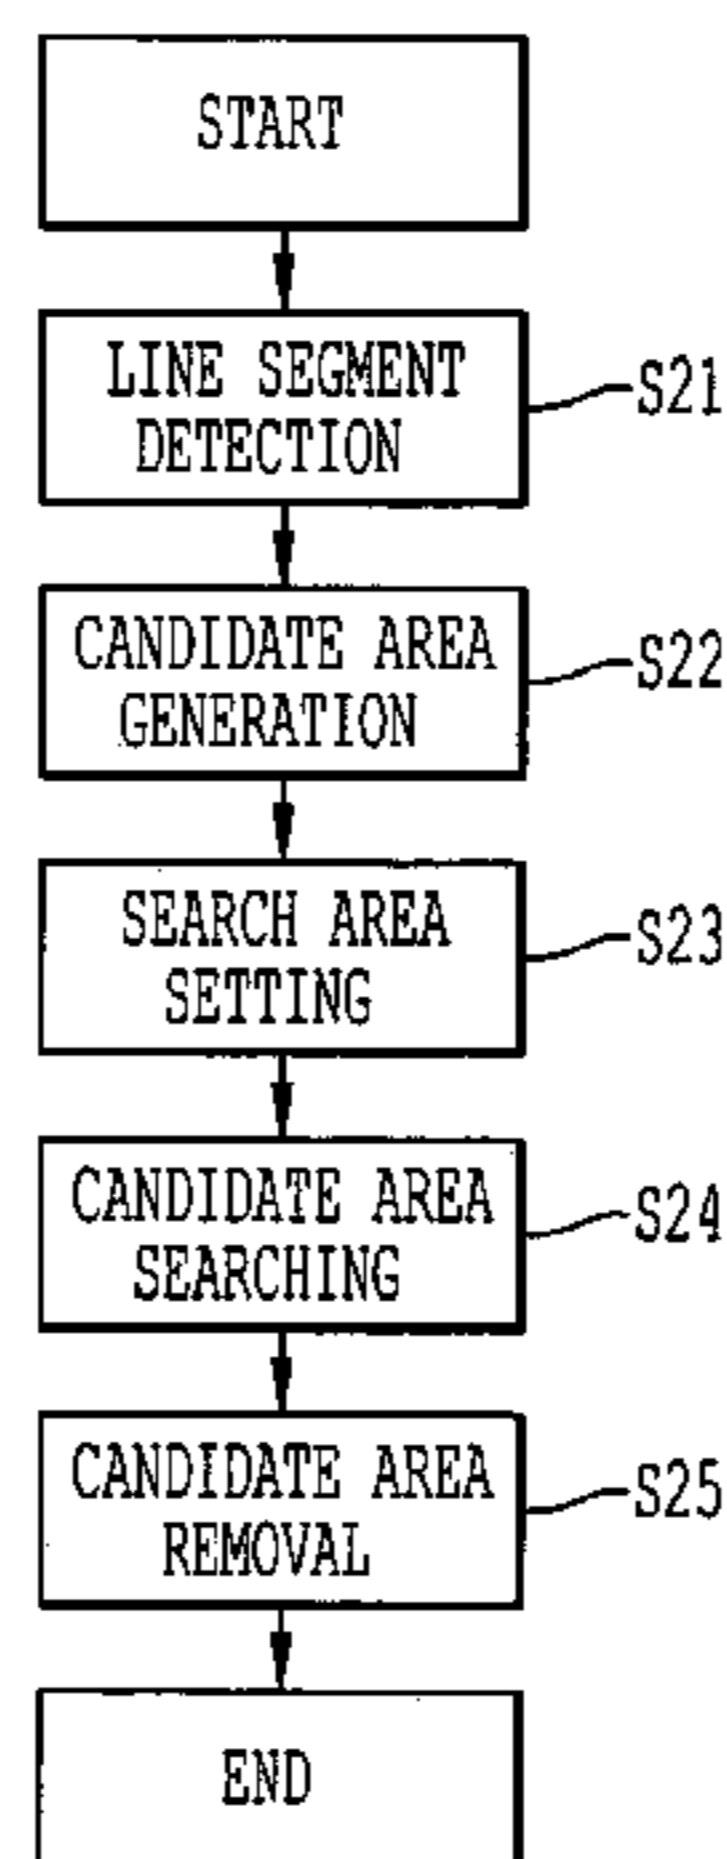 START
LINE SEGMENT
DETECTION
S21
CANDIDATE AREA
GENERATION
S22
SEARCH AREA
SETTING
S23
CANDIDATE AREA
SEARCHING
S24
CANDIDATE AREA
REMOVAL
S25
END